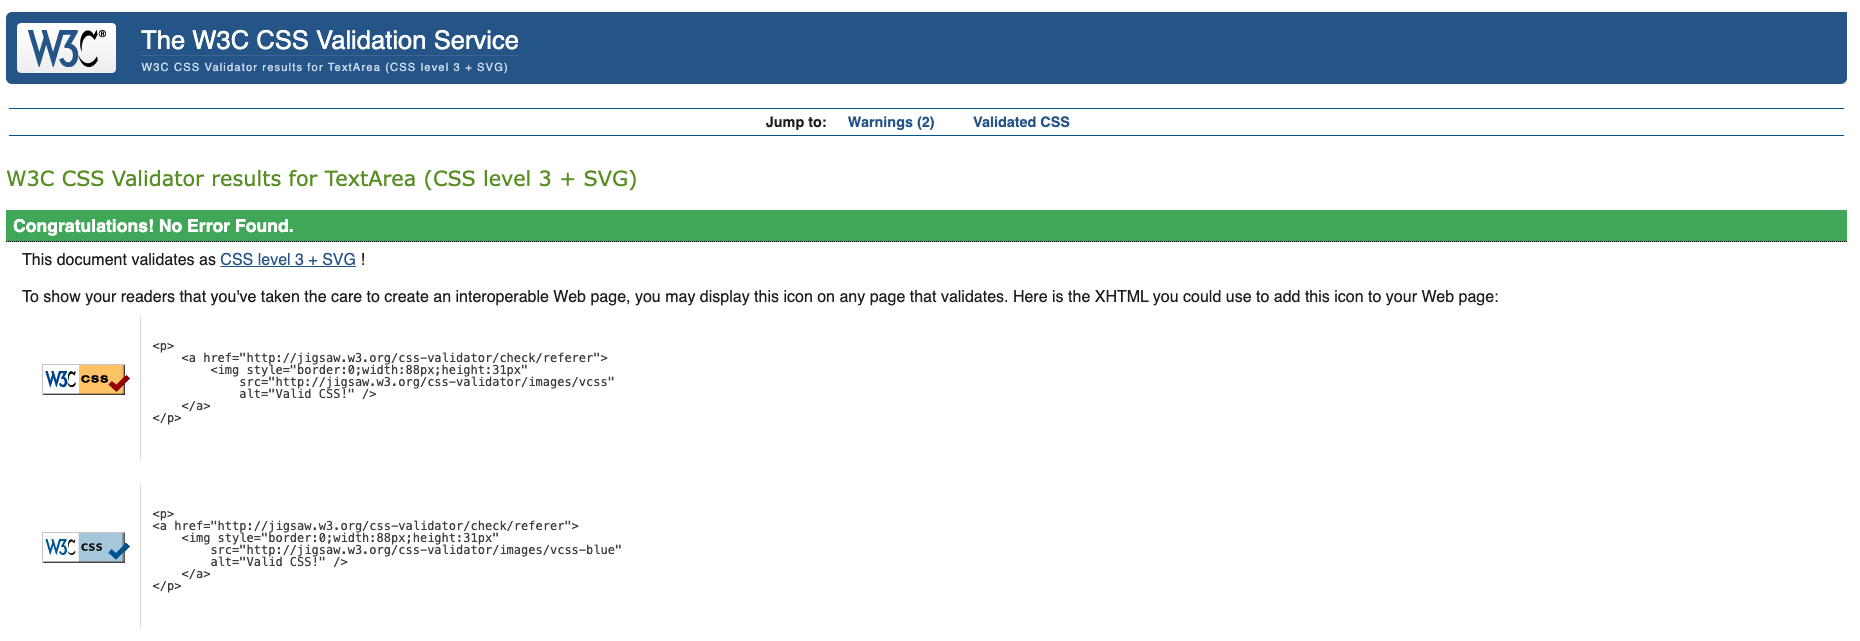 W3C® The W3C CSS Validation Service
W3C CSS Validator results for TextArea (CSS level 3 + SVG)
Jump to: Warnings (2) Validated CSS
W3C CSS Validator results for TextArea (CSS level 3 + SVG)
Congratulations! No Error Found.
This document validates as CSS level 3 + SVG !
To show your readers that you've taken the care to create an interoperable Web page, you may display this icon on any page that validates. Here is the XHTML you could use to add this icon to your Web page:
W3C css
<p>
    <a href="http://jigsaw.w3.org/css-validator/check/referer">
        <img style="border:0;width:88px;height:31px"
            src="http://jigsaw.w3.org/css-validator/images/vcss"
            alt="Valid CSS!" />
    </a>
</p>
W3C css
<p>
<a href="http://jigsaw.w3.org/css-validator/check/referer">
    <img style="border:0;width:88px;height:31px"
        src="http://jigsaw.w3.org/css-validator/images/vcss-blue"
        alt="Valid CSS!" />
    </a>
</p>